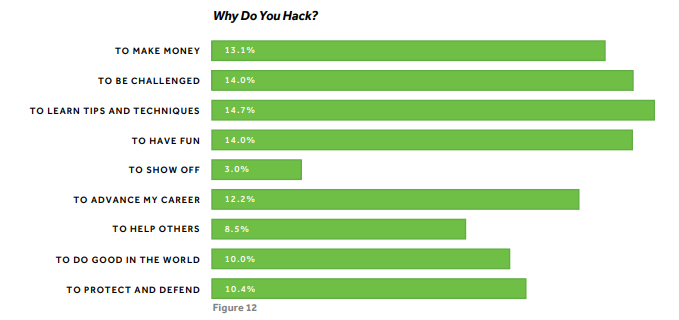 Why Do You Hack?
TO MAKE MONEY 13.1%
TO BE CHALLENGED 14.0%
TO LEARN TIPS AND TECHNIQUES 14.7%
TO HAVE FUN 14.0%
TO SHOW OFF 3.0%
TO ADVANCE MY CAREER 12.2%
TO HELP OTHERS 8.5%
TO DO GOOD IN THE WORLD 10.0%
TO PROTECT AND DEFEND 10.4%
Figure 12